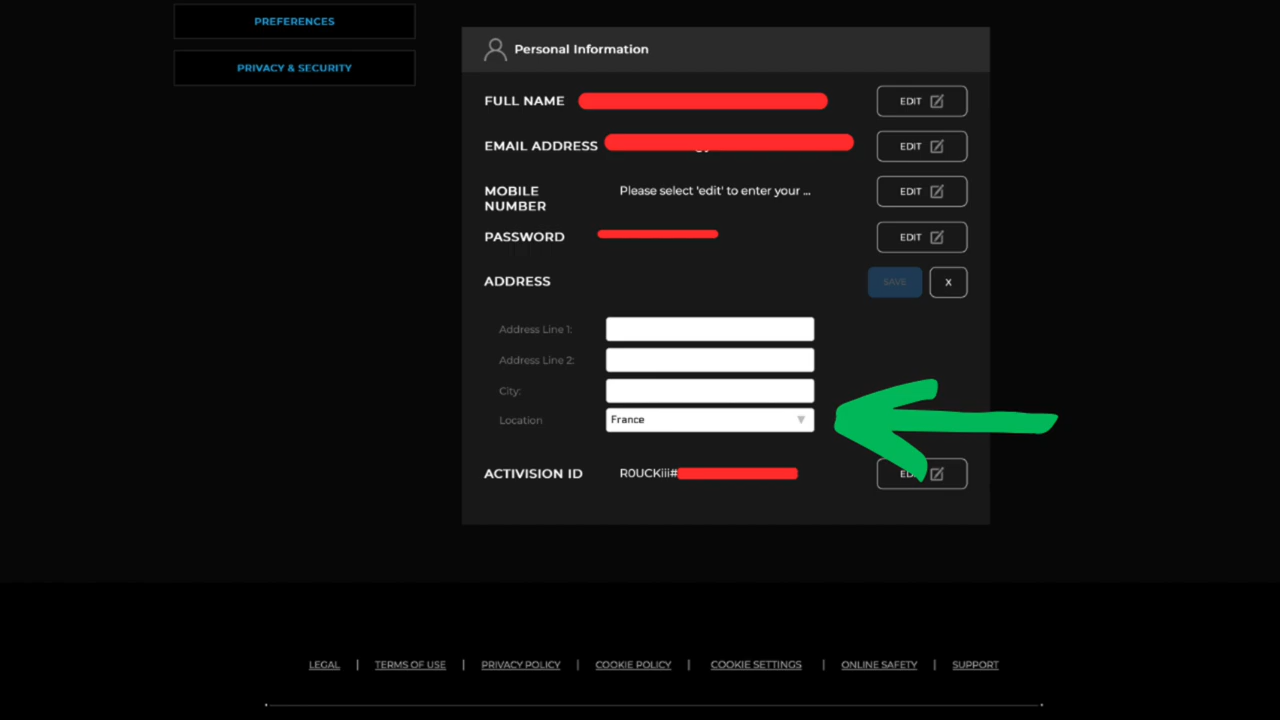 PREFERENCES
PRIVACY & SECURITY
Personal Information
FULL NAME
EDIT
EMAIL ADDRESS
EDIT
MOBILE NUMBER
Please select 'edit' to enter your ...
EDIT
PASSWORD
EDIT
ADDRESS
SAVE
X
Address Line 1:
Address Line 2:
City:
Location
France
ACTIVISION ID
R0UCKiii#
LEGAL | TERMS OF USE | PRIVACY POLICY | COOKIE POLICY | COOKIE SETTINGS | ONLINE SAFETY | SUPPORT